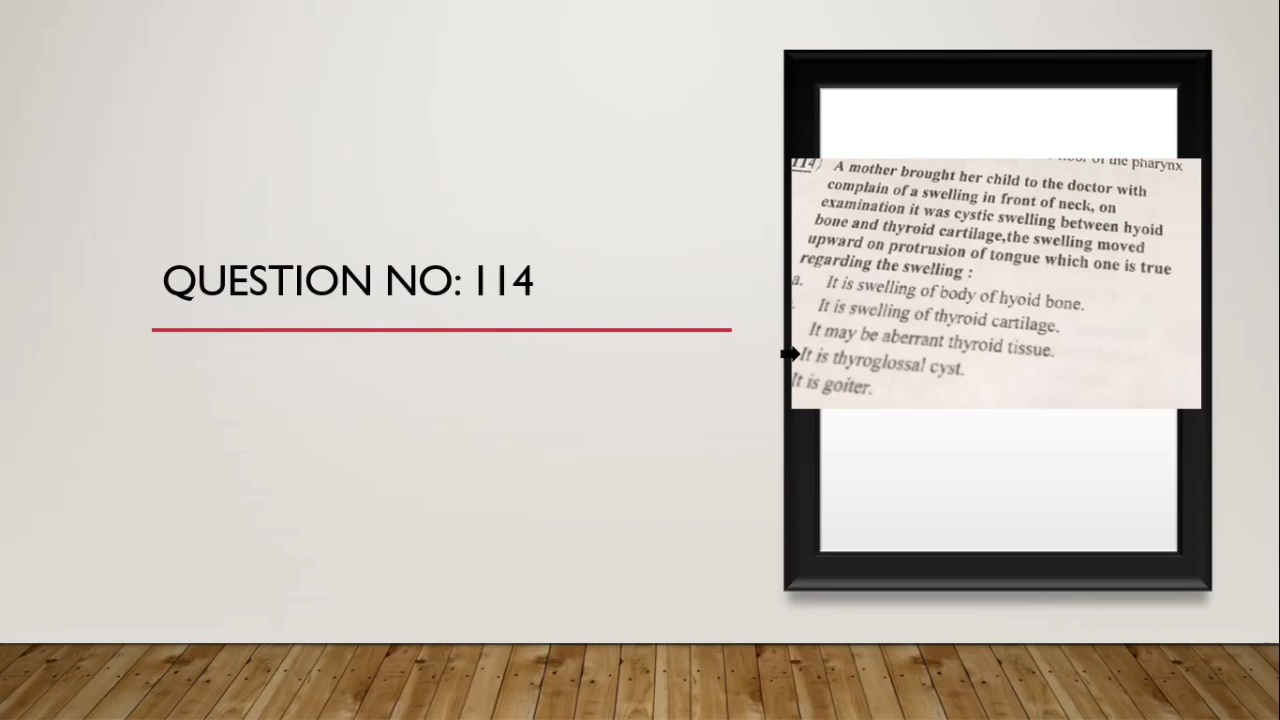 QUESTION NO: 114
of the pharynx
114) A mother brought her child to the doctor with
complain of a swelling in front of neck, on
examination it was cystic swelling between hyoid
bone and thyroid cartilage,the swelling moved
upward on protrusion of tongue which one is true
regarding the swelling :
a. It is swelling of body of hyoid bone.
It is swelling of thyroid cartilage.
It may be aberrant thyroid tissue.
It is thyroglossal cyst.
It is goiter.